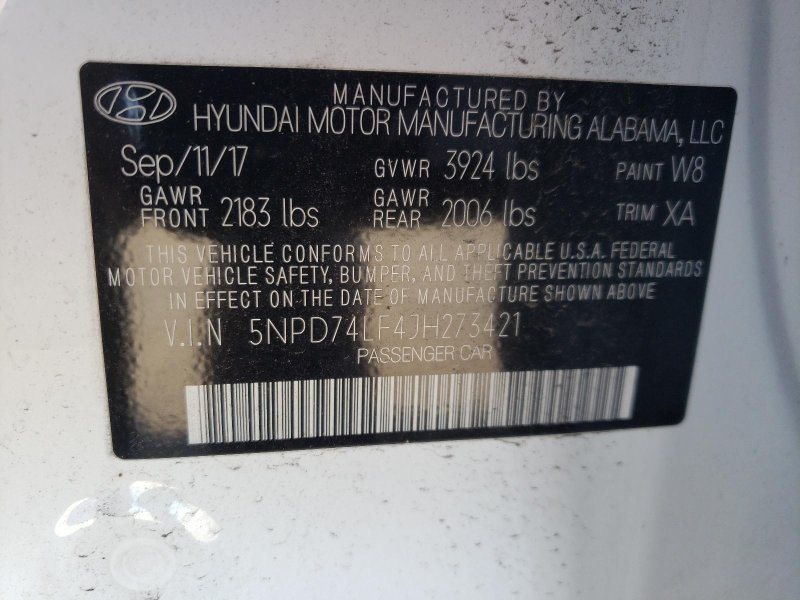 MANUFACTURED BY
HYUNDAI MOTOR MANUFACTURING ALABAMA, LLC
Sep/11/17 GVWR 3924 lbs PAINT W8
GAWR FRONT 2183 lbs GAWR REAR 2006 lbs TRIM XA
THIS VEHICLE CONFORMS TO ALL APPLICABLE U.S.A. FEDERAL
MOTOR VEHICLE SAFETY, BUMPER, AND THEFT PREVENTION STANDARDS
IN EFFECT ON THE DATE OF MANUFACTURE SHOWN ABOVE
V.I.N 5NPD74LF4JH273421
PASSENGER CAR